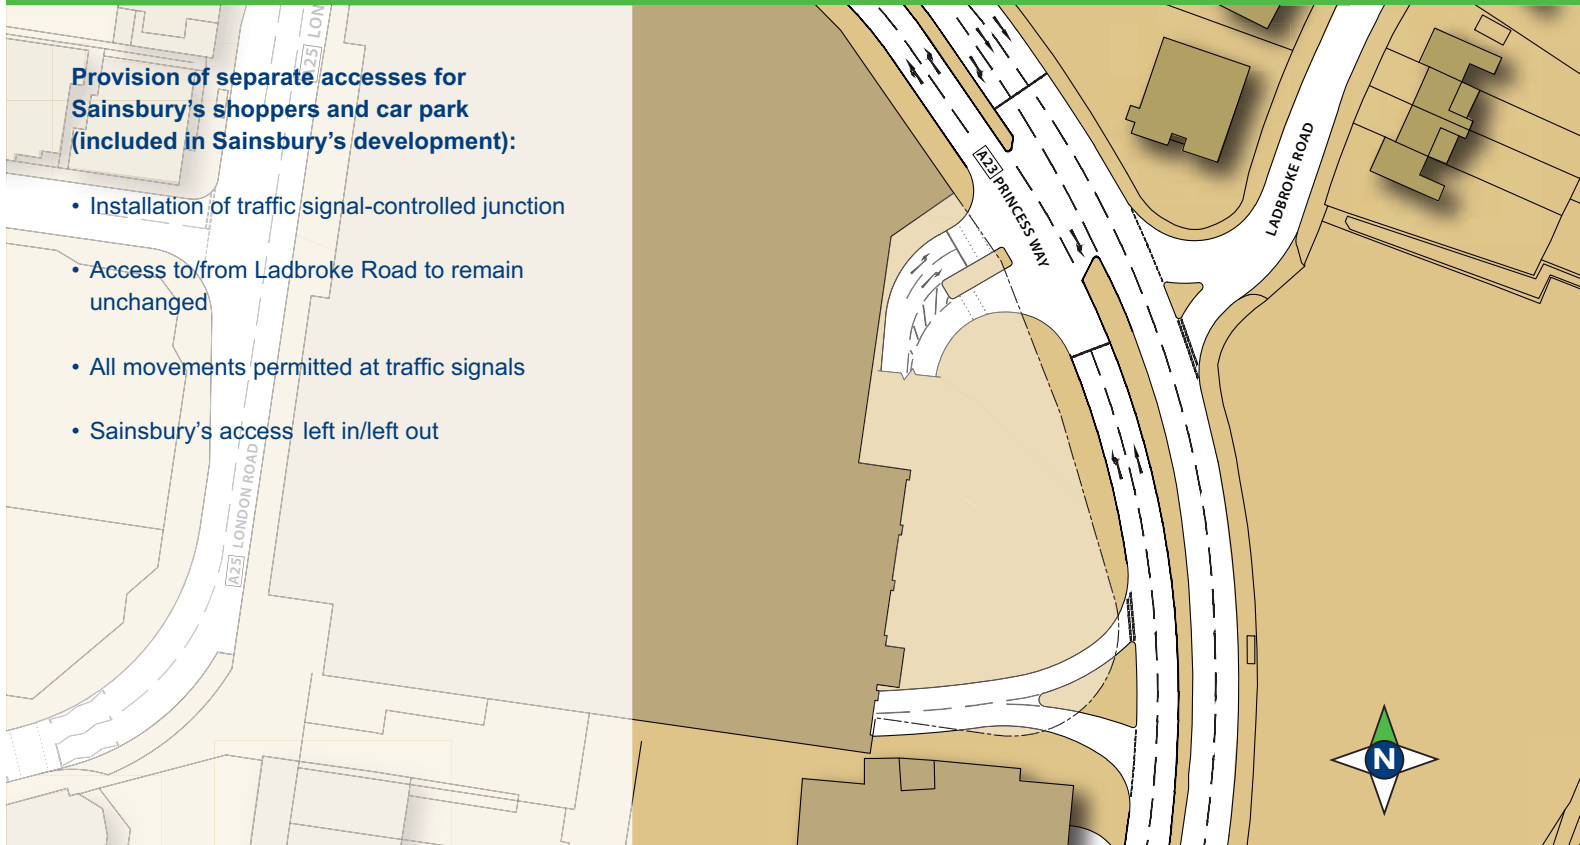 Provision of separate accesses for
Sainsbury's shoppers and car park
(included in Sainsbury's development):
• Installation of traffic signal-controlled junction
• Access to/from Ladbroke Road to remain
unchanged
• All movements permitted at traffic signals
• Sainsbury's access left in/left out
A25 LON
A25 LONDON ROAD
A23 PRINCESS WAY
LADBROKE ROAD
N